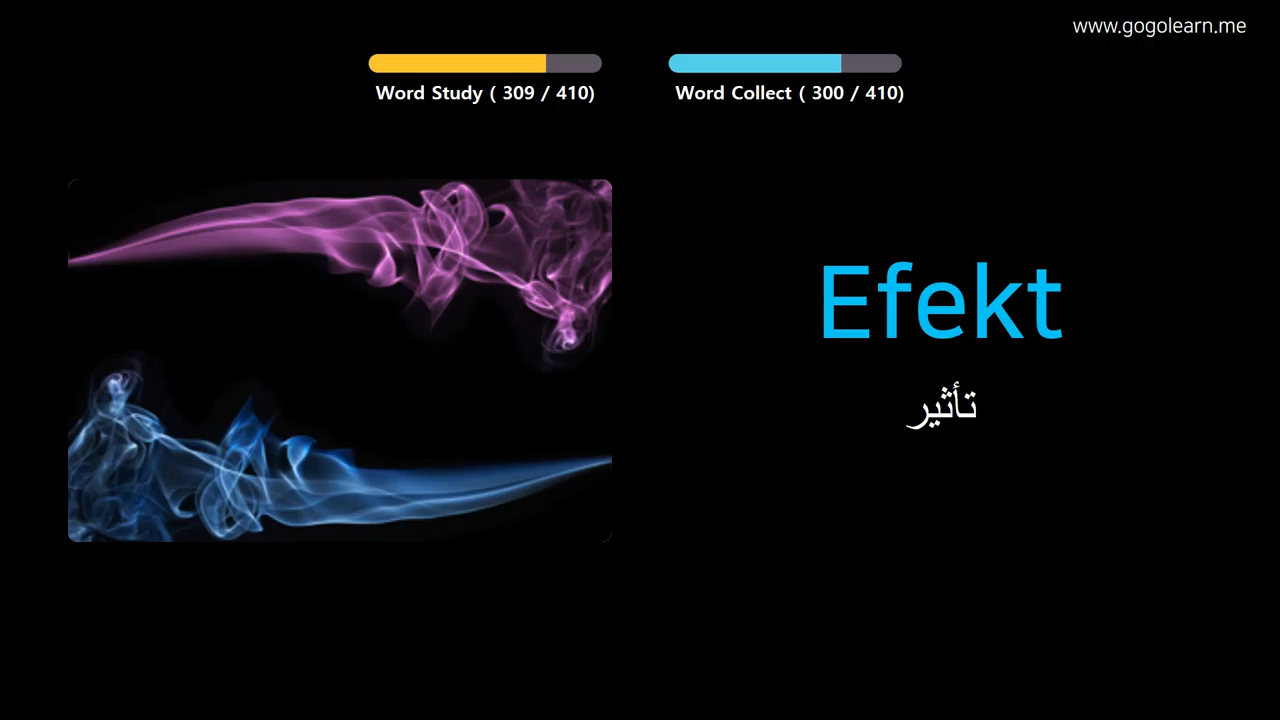 www.gogolearn.me
Word Study ( 309 / 410)
Word Collect ( 300 / 410)
Efekt
تأثير